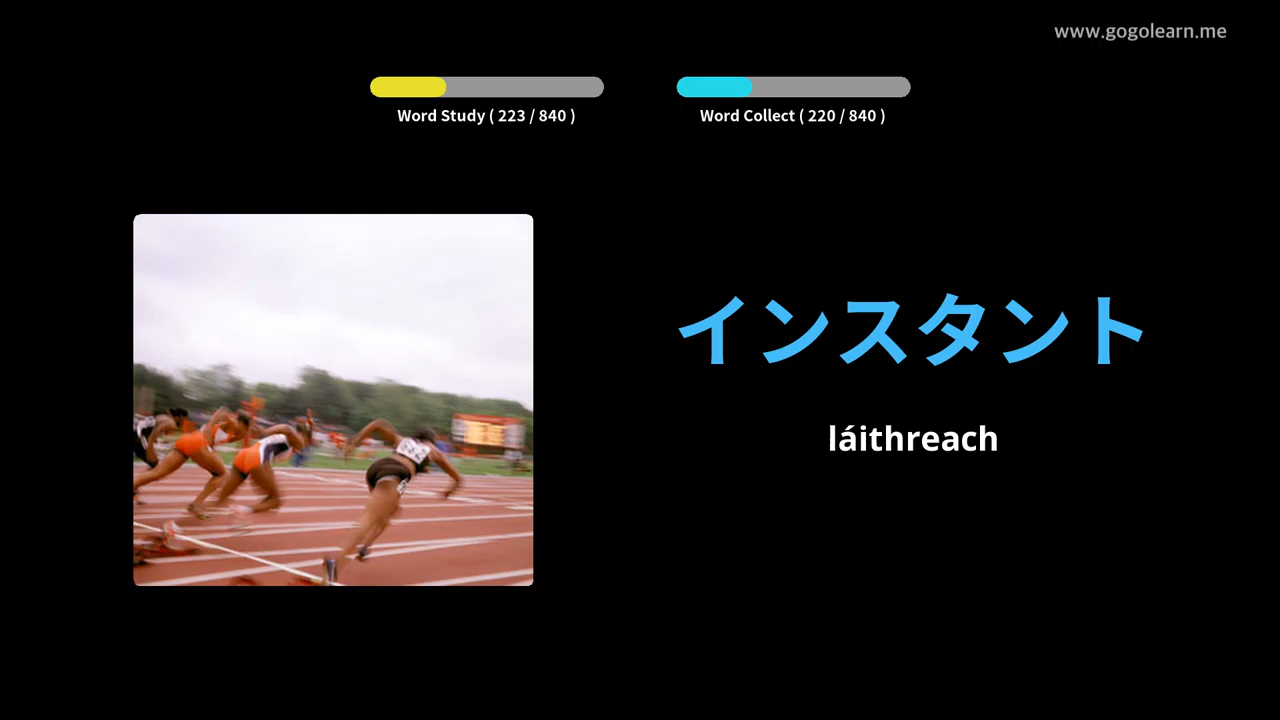 www.gogolearn.me
Word Study ( 223 / 840 )
Word Collect ( 220 / 840 )
インスタント
láithreach